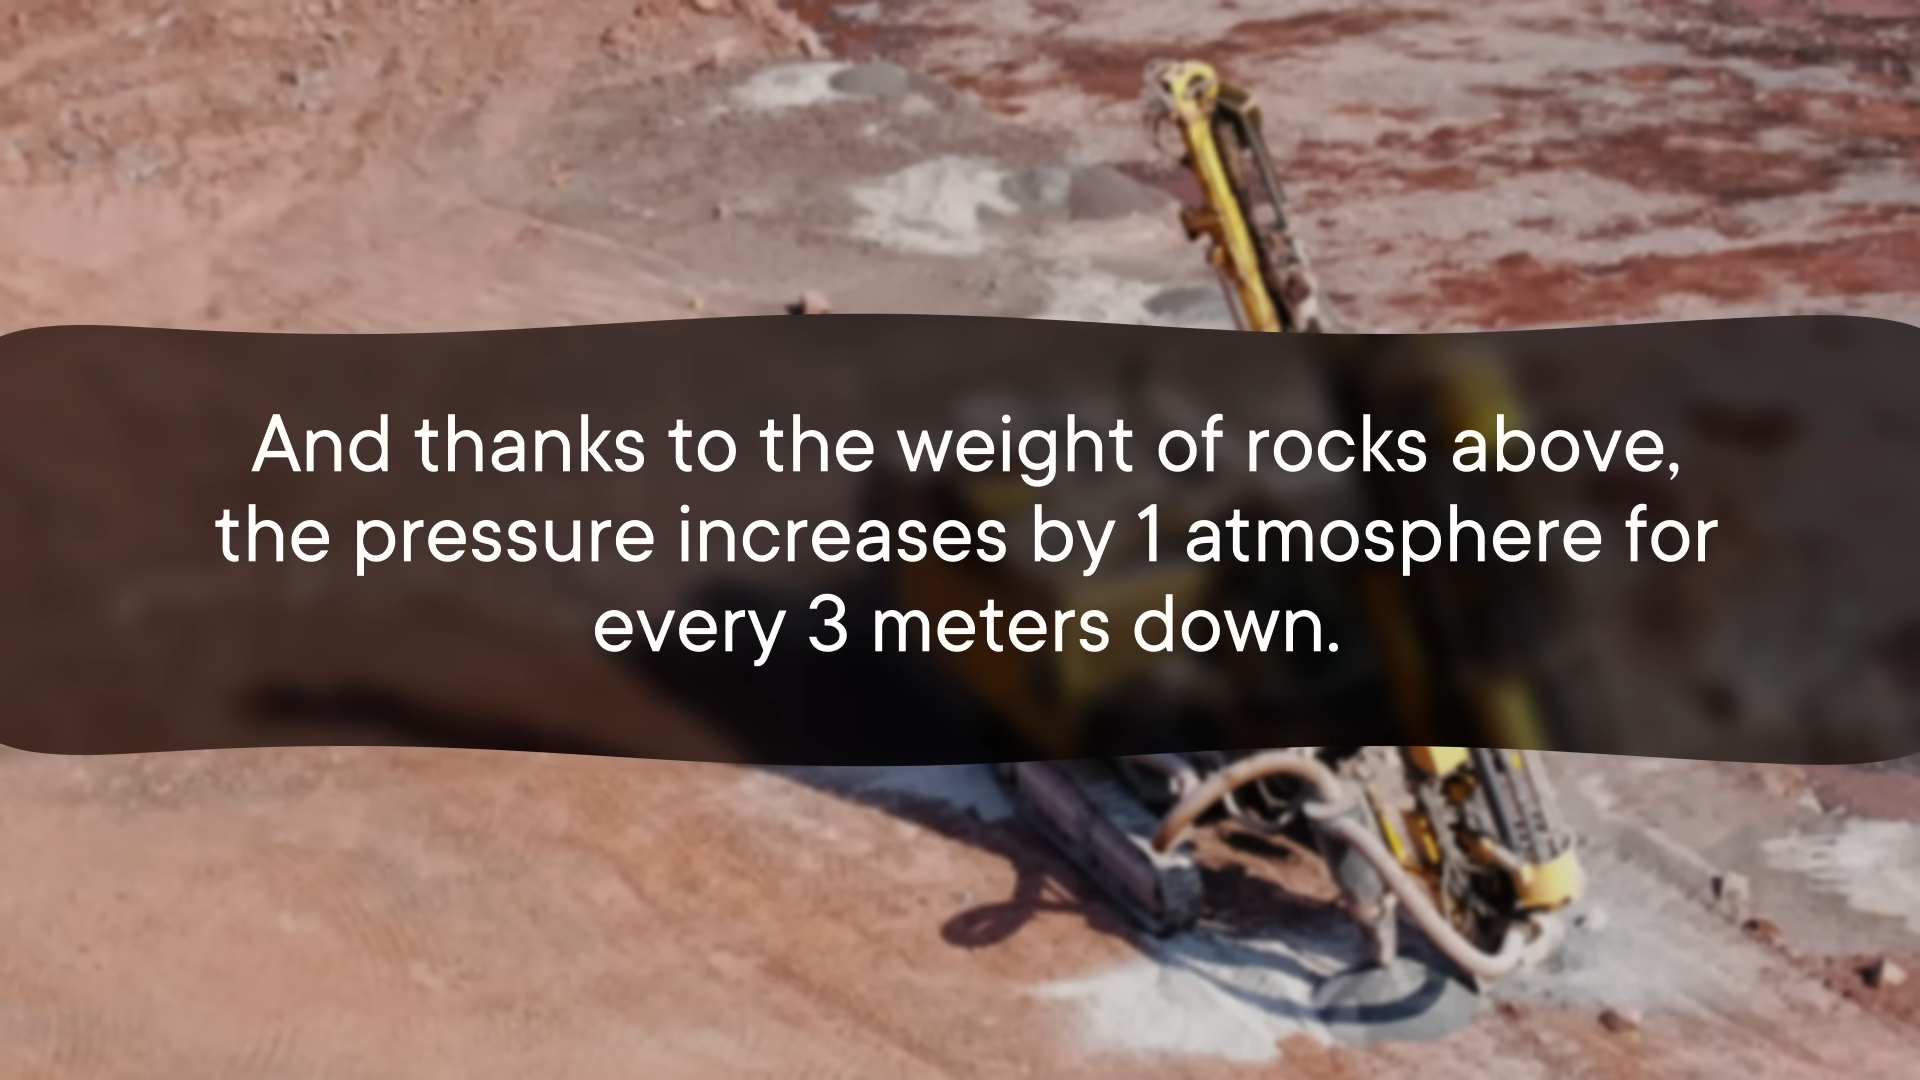 And thanks to the weight of rocks above,
the pressure increases by 1 atmosphere for
every 3 meters down.